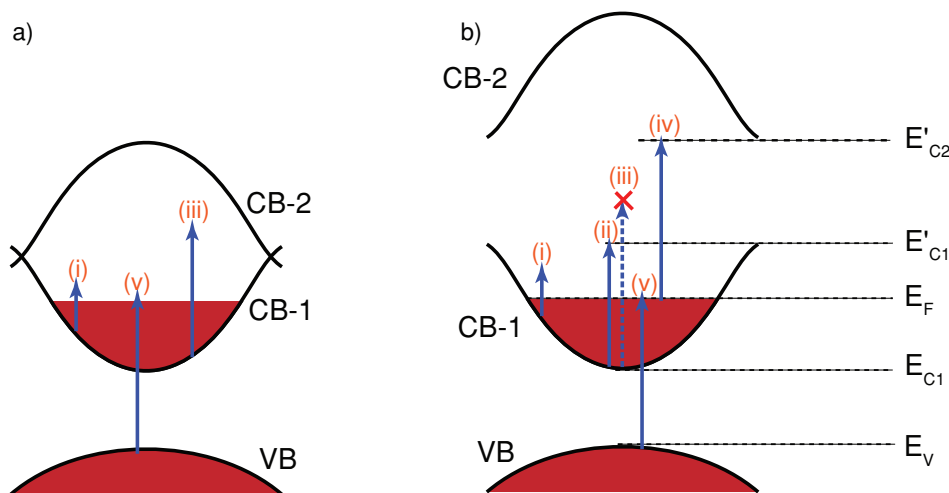 a)
CB-2
(iii)
(i)
(v)
CB-1
VB
b)
CB-2
(iv)
E'C2
(iii)
(ii)
E'C1
(i)
(v)
EF
CB-1
EC1
VB
EV